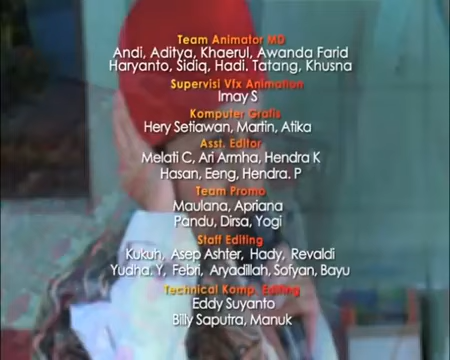 Team Animator MD
Andi, Aditya, Khaerul, Awanda Farid
Haryanto, Sidiq, Hadi. Tatang, Khusna
Supervisi Vfx Animation
Imay S
Komputer Grafis
Hery Setiawan, Martin, Atika
Asst. Editor
Melati C, Ari Armha, Hendra K
Hasan, Eeng, Hendra. P
Team Promo
Maulana, Apriana
Pandu, Dirsa, Yogi
Staff Editing
Kukuh, Asep Ashter, Hady, Revaldi
Yudha. Y, Febri, Aryadillah, Sofyan, Bayu
Technical Komp. Editing
Eddy Suyanto
Billy Saputra, Manuk